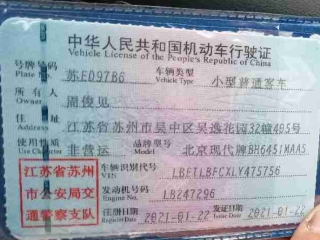 中华人民共和国机动车行驶证
Vehicle License of the People's Republic of China
号牌号码 苏E097B6 车辆类型 小型普通客车
Plate No. Vehicle Type
所有人 周俊见
Owner
住址 江苏省苏州市吴中区吴逸花园32幢405号
Address
使用性质 非营运 品牌型号 北京现代牌BH6451MAAS
Use Character Model
江苏省苏州 车辆识别代号
VIN
市公安局交 发动机号码 LB247296
Engine No.
通警察支队 注册日期 2021-01-22 发证日期 2021-01-22
Register Date Issue Date